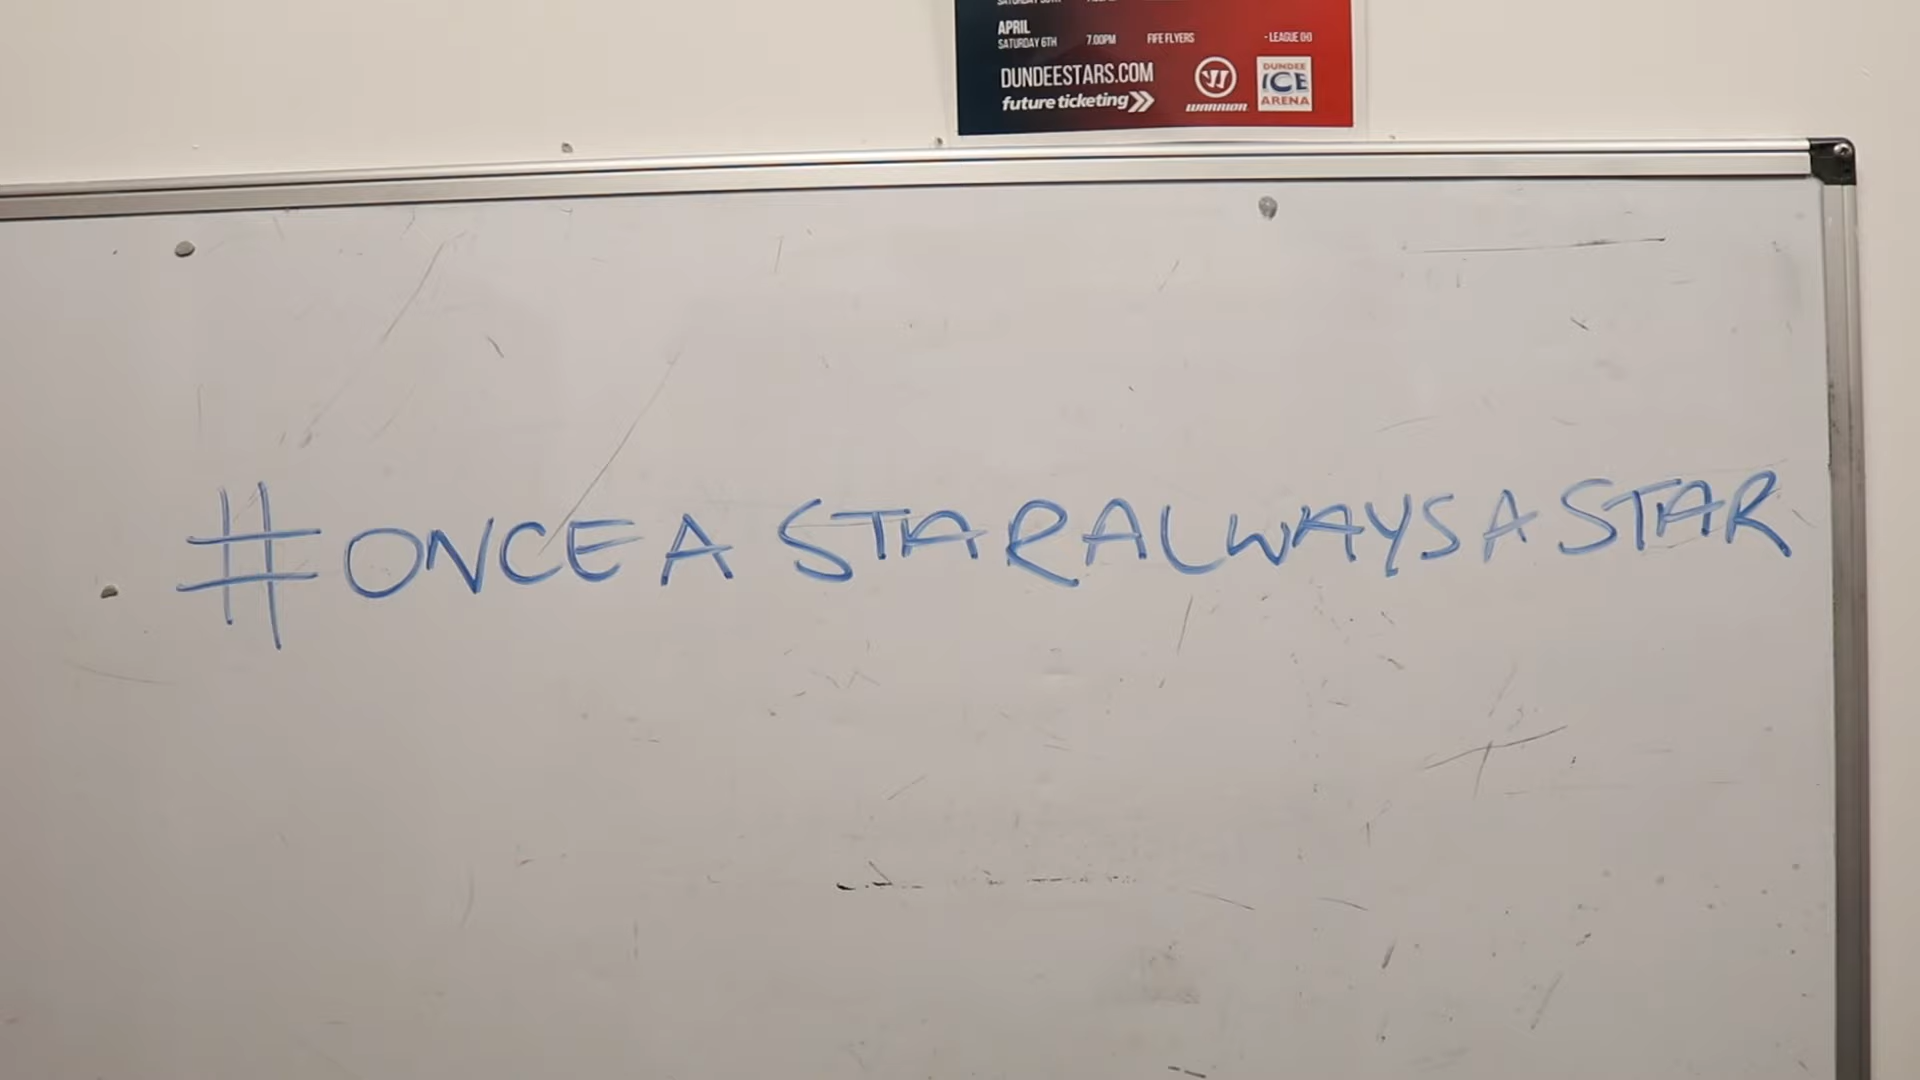 APRIL
SATURDAY 6TH 7.00PM FIFE FLYERS - LEAGUE (H)
DUNDEESTARS.COM
future ticketing
WARRIOR
DUNDEE
ICE
ARENA
#ONCEASTARALWAYSASTAR